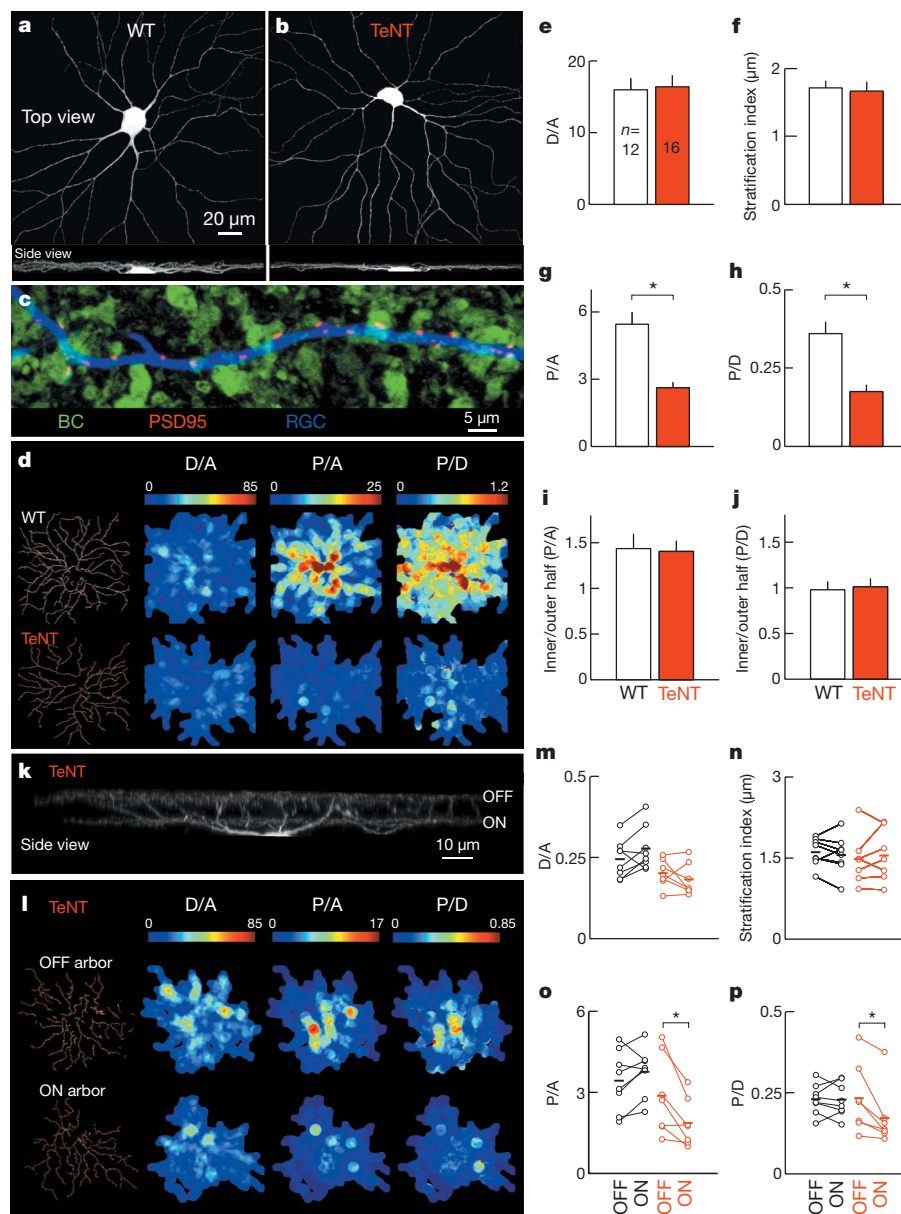 a
WT
Top view
20 µm
b
TeNT
Side view
c
BC
PSD95
RGC
5 µm
d
D/A
P/A
P/D
0
85
0
25
0
1.2
WT
TeNT
e
20
10
0
D/A
n=
12
16
f
2
1
0
Stratification index (µm)
g
6
3
0
P/A
*
h
0.5
0.25
0
P/D
*
i
1.5
1
0.5
0
Inner/outer half (P/A)
WT
TeNT
j
1.5
1
0.5
0
Inner/outer half (P/D)
WT
TeNT
k
TeNT
OFF
ON
Side view
10 µm
l
TeNT
D/A
P/A
P/D
0
85
0
17
0
0.85
OFF arbor
ON arbor
m
0.5
0.25
0
D/A
n
3
1.5
0
Stratification index (µm)
o
6
3
0
P/A
*
OFF
ON
OFF
ON
p
0.5
0.25
0
P/D
*
OFF
ON
OFF
ON